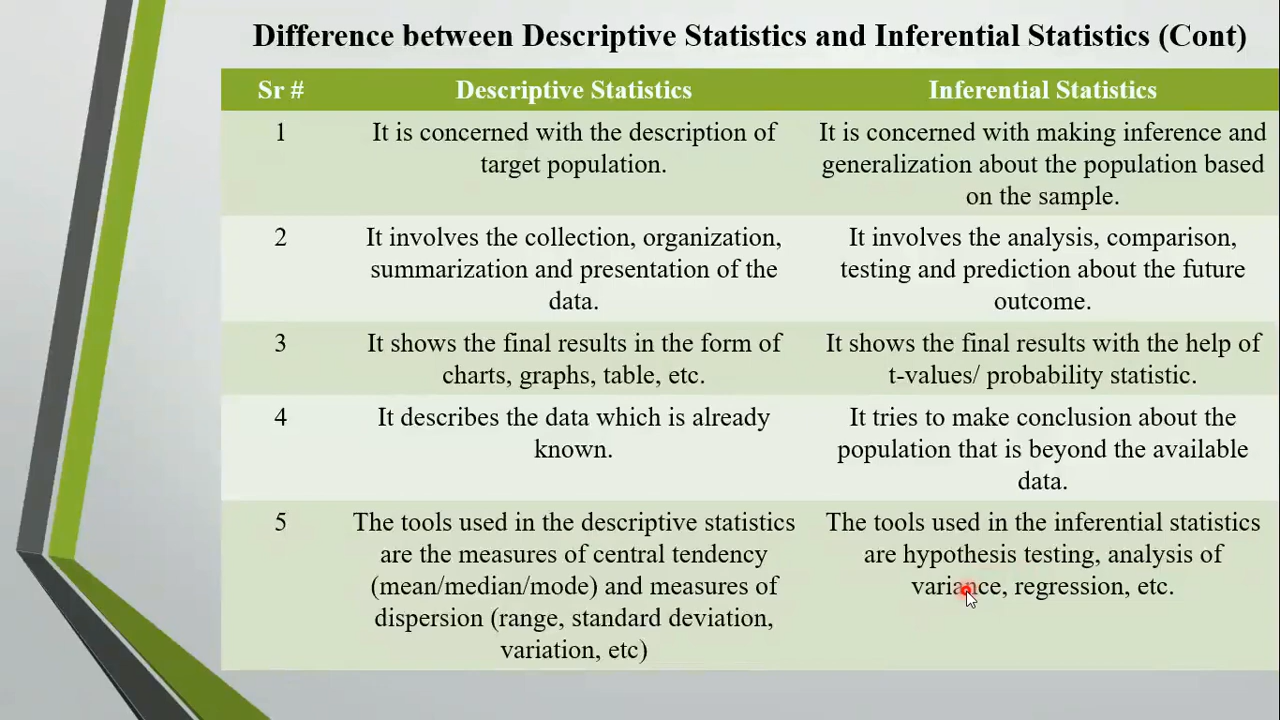 Difference between Descriptive Statistics and Inferential Statistics (Cont)
Sr # Descriptive Statistics Inferential Statistics
1
It is concerned with the description of
target population.
It is concerned with making inference and
generalization about the population based
on the sample.
2
It involves the collection, organization,
summarization and presentation of the
data.
It involves the analysis, comparison,
testing and prediction about the future
outcome.
3
It shows the final results in the form of
charts, graphs, table, etc.
It shows the final results with the help of
t-values/ probability statistic.
4
It describes the data which is already
known.
It tries to make conclusion about the
population that is beyond the available
data.
5
The tools used in the descriptive statistics
are the measures of central tendency
(mean/median/mode) and measures of
dispersion (range, standard deviation,
variation, etc)
The tools used in the inferential statistics
are hypothesis testing, analysis of
variance, regression, etc.